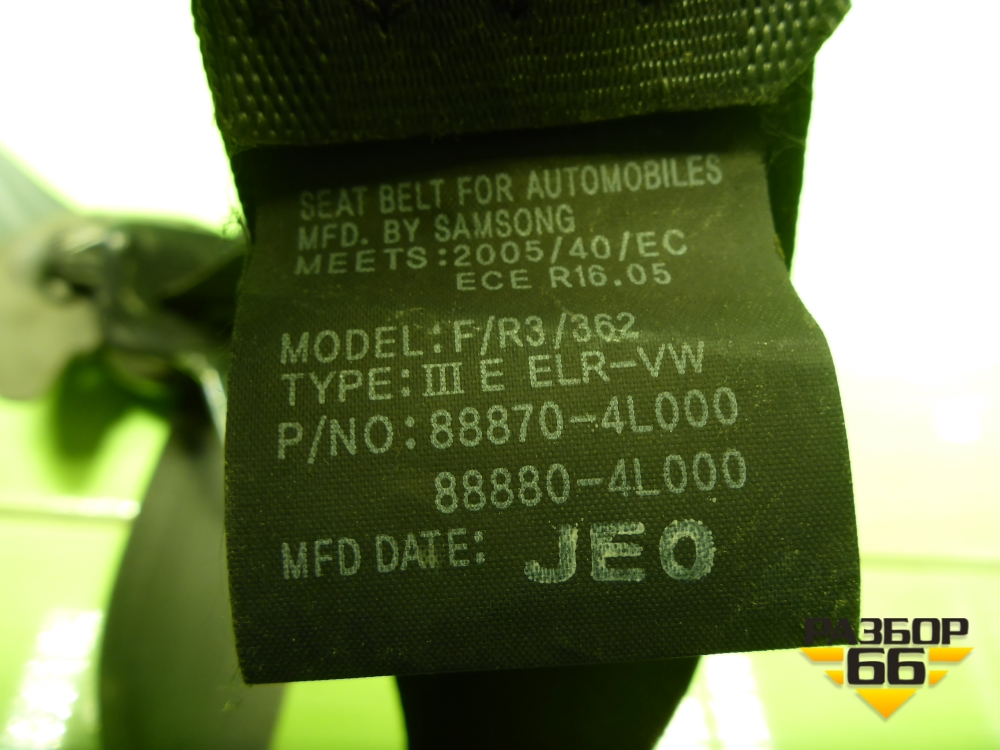 SEAT BELT FOR AUTOMOBILES
MFD. BY SAMSONG
MEETS:2005/40/EC
ECE R16.05
MODEL:F/R3/362
TYPE:III E ELR-VW
P/NO:88870-4L000
88880-4L000
MFD DATE: JEO
РАЗБОР
66